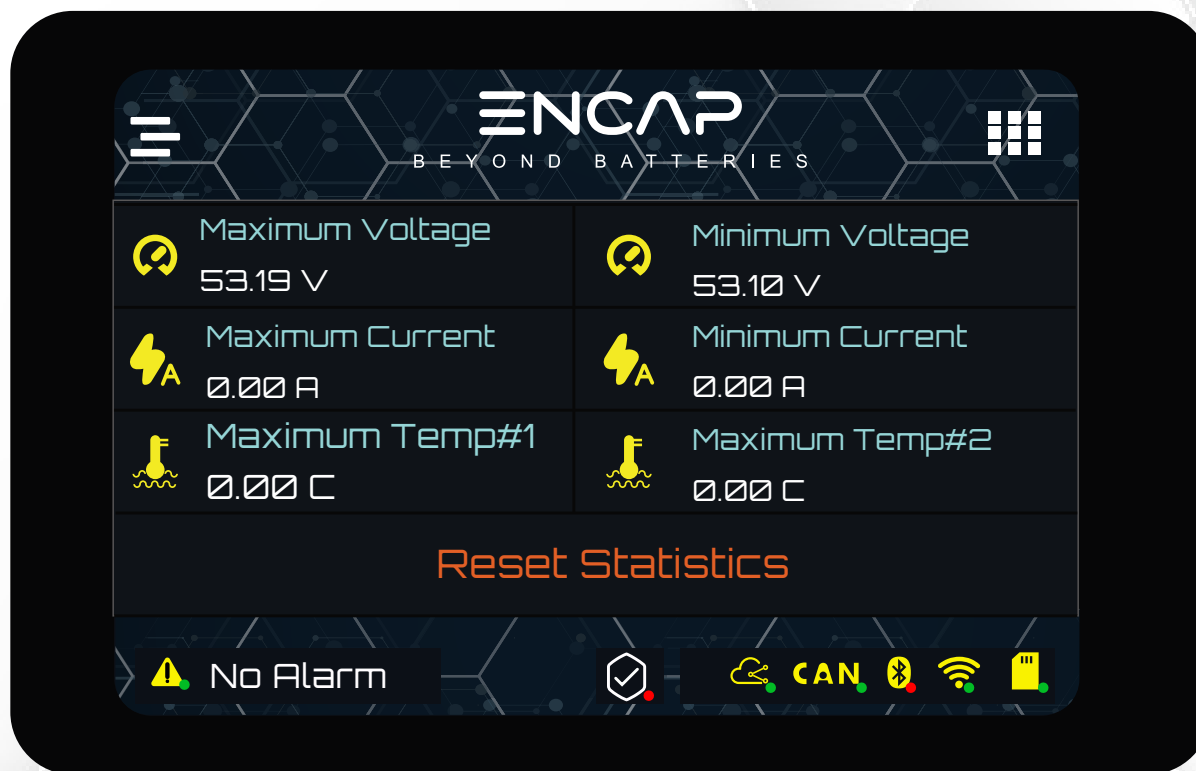 ENCAP
BEYOND BATTERIES
Maximum Voltage
53.19 V
Minimum Voltage
53.10 V
Maximum Current
0.00 A
Minimum Current
0.00 A
Maximum Temp#1
0.00 C
Maximum Temp#2
0.00 C
Reset Statistics
No Alarm
CAN
A
A